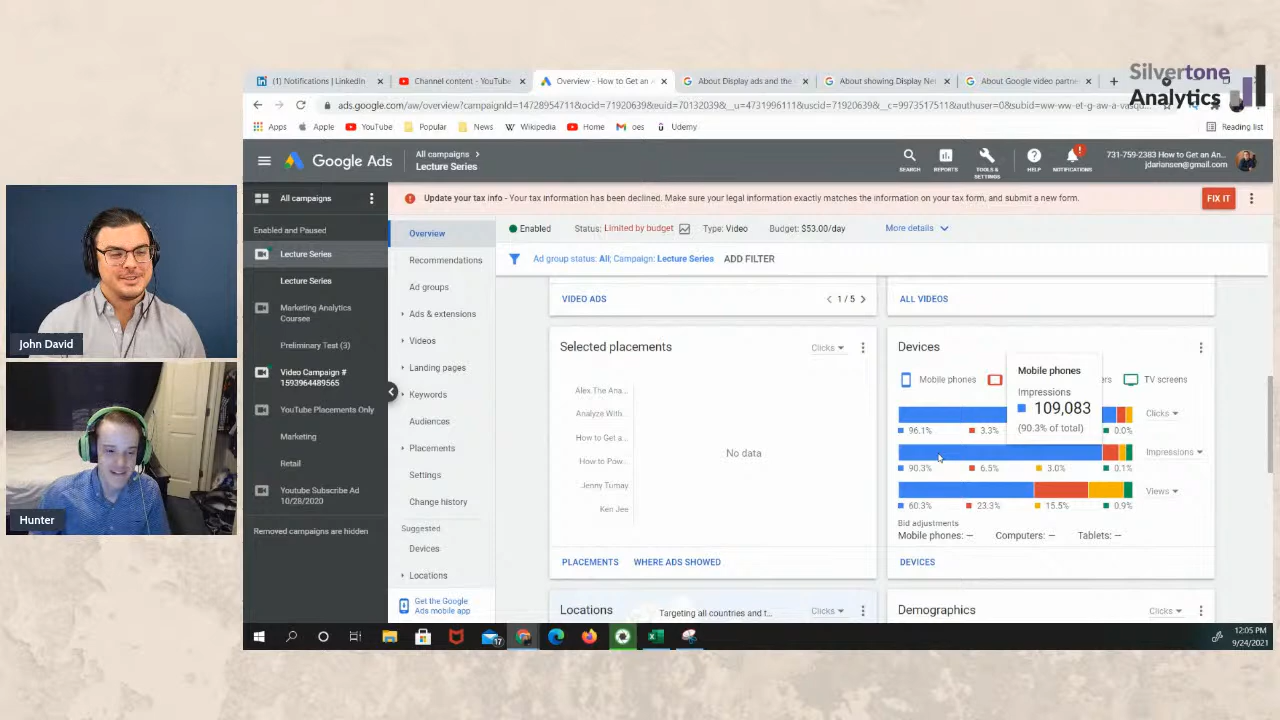 Silvertone
Analytics
(1) Notifications | LinkedIn
Channel content - YouTube
Overview - How to Get an
About Display ads and the
About showing Display Net
About Google video partne
Apps
Apple
YouTube
Popular
News
Wikipedia
Home
oes
Udemy
Reading list
Google Ads
All campaigns
Lecture Series
SEARCH
REPORTS
TOOLS & SETTINGS
HELP
NOTIFICATIONS
731-759-2383 How to Get an An...
jdariansen@gmail.com
All campaigns
Update your tax info - Your tax information has been declined. Make sure your legal information exactly matches the information on your tax form, and submit a new form.
FIX IT
Enabled and Paused
Lecture Series
Lecture Series
Marketing Analytics
Coursee
Preliminary Test (3)
Video Campaign #
1593964489565
YouTube Placements Only
Marketing
Retail
Youtube Subscribe Ad
10/28/2020
Removed campaigns are hidden
Overview
Recommendations
Ad groups
Ads & extensions
Videos
Landing pages
Keywords
Audiences
Placements
Settings
Change history
Suggested
Devices
Locations
Get the Google
Ads mobile app
Enabled
Status: Limited by budget
Type: Video
Budget: $53.00/day
More details
Ad group status: All; Campaign: Lecture Series
ADD FILTER
VIDEO ADS
1 / 5
ALL VIDEOS
Selected placements
Clicks
Alex The Ana...
Analyze With...
How to Get a...
How to Pow...
Jenny Tumay
Ken Jee
No data
PLACEMENTS
WHERE ADS SHOWED
Devices
Mobile phones
ers
TV screens
Mobile phones
Impressions
109,083
(90.3% of total)
Clicks
96.1%
3.3%
0.0%
Impressions
90.3%
6.5%
3.0%
0.1%
Views
60.3%
23.3%
15.5%
0.9%
Bid adjustments
Mobile phones: —
Computers: —
Tablets: —
DEVICES
Locations
Targeting all countries and t...
Clicks
Demographics
Clicks
John David
Hunter
17
12:05 PM
9/24/2021